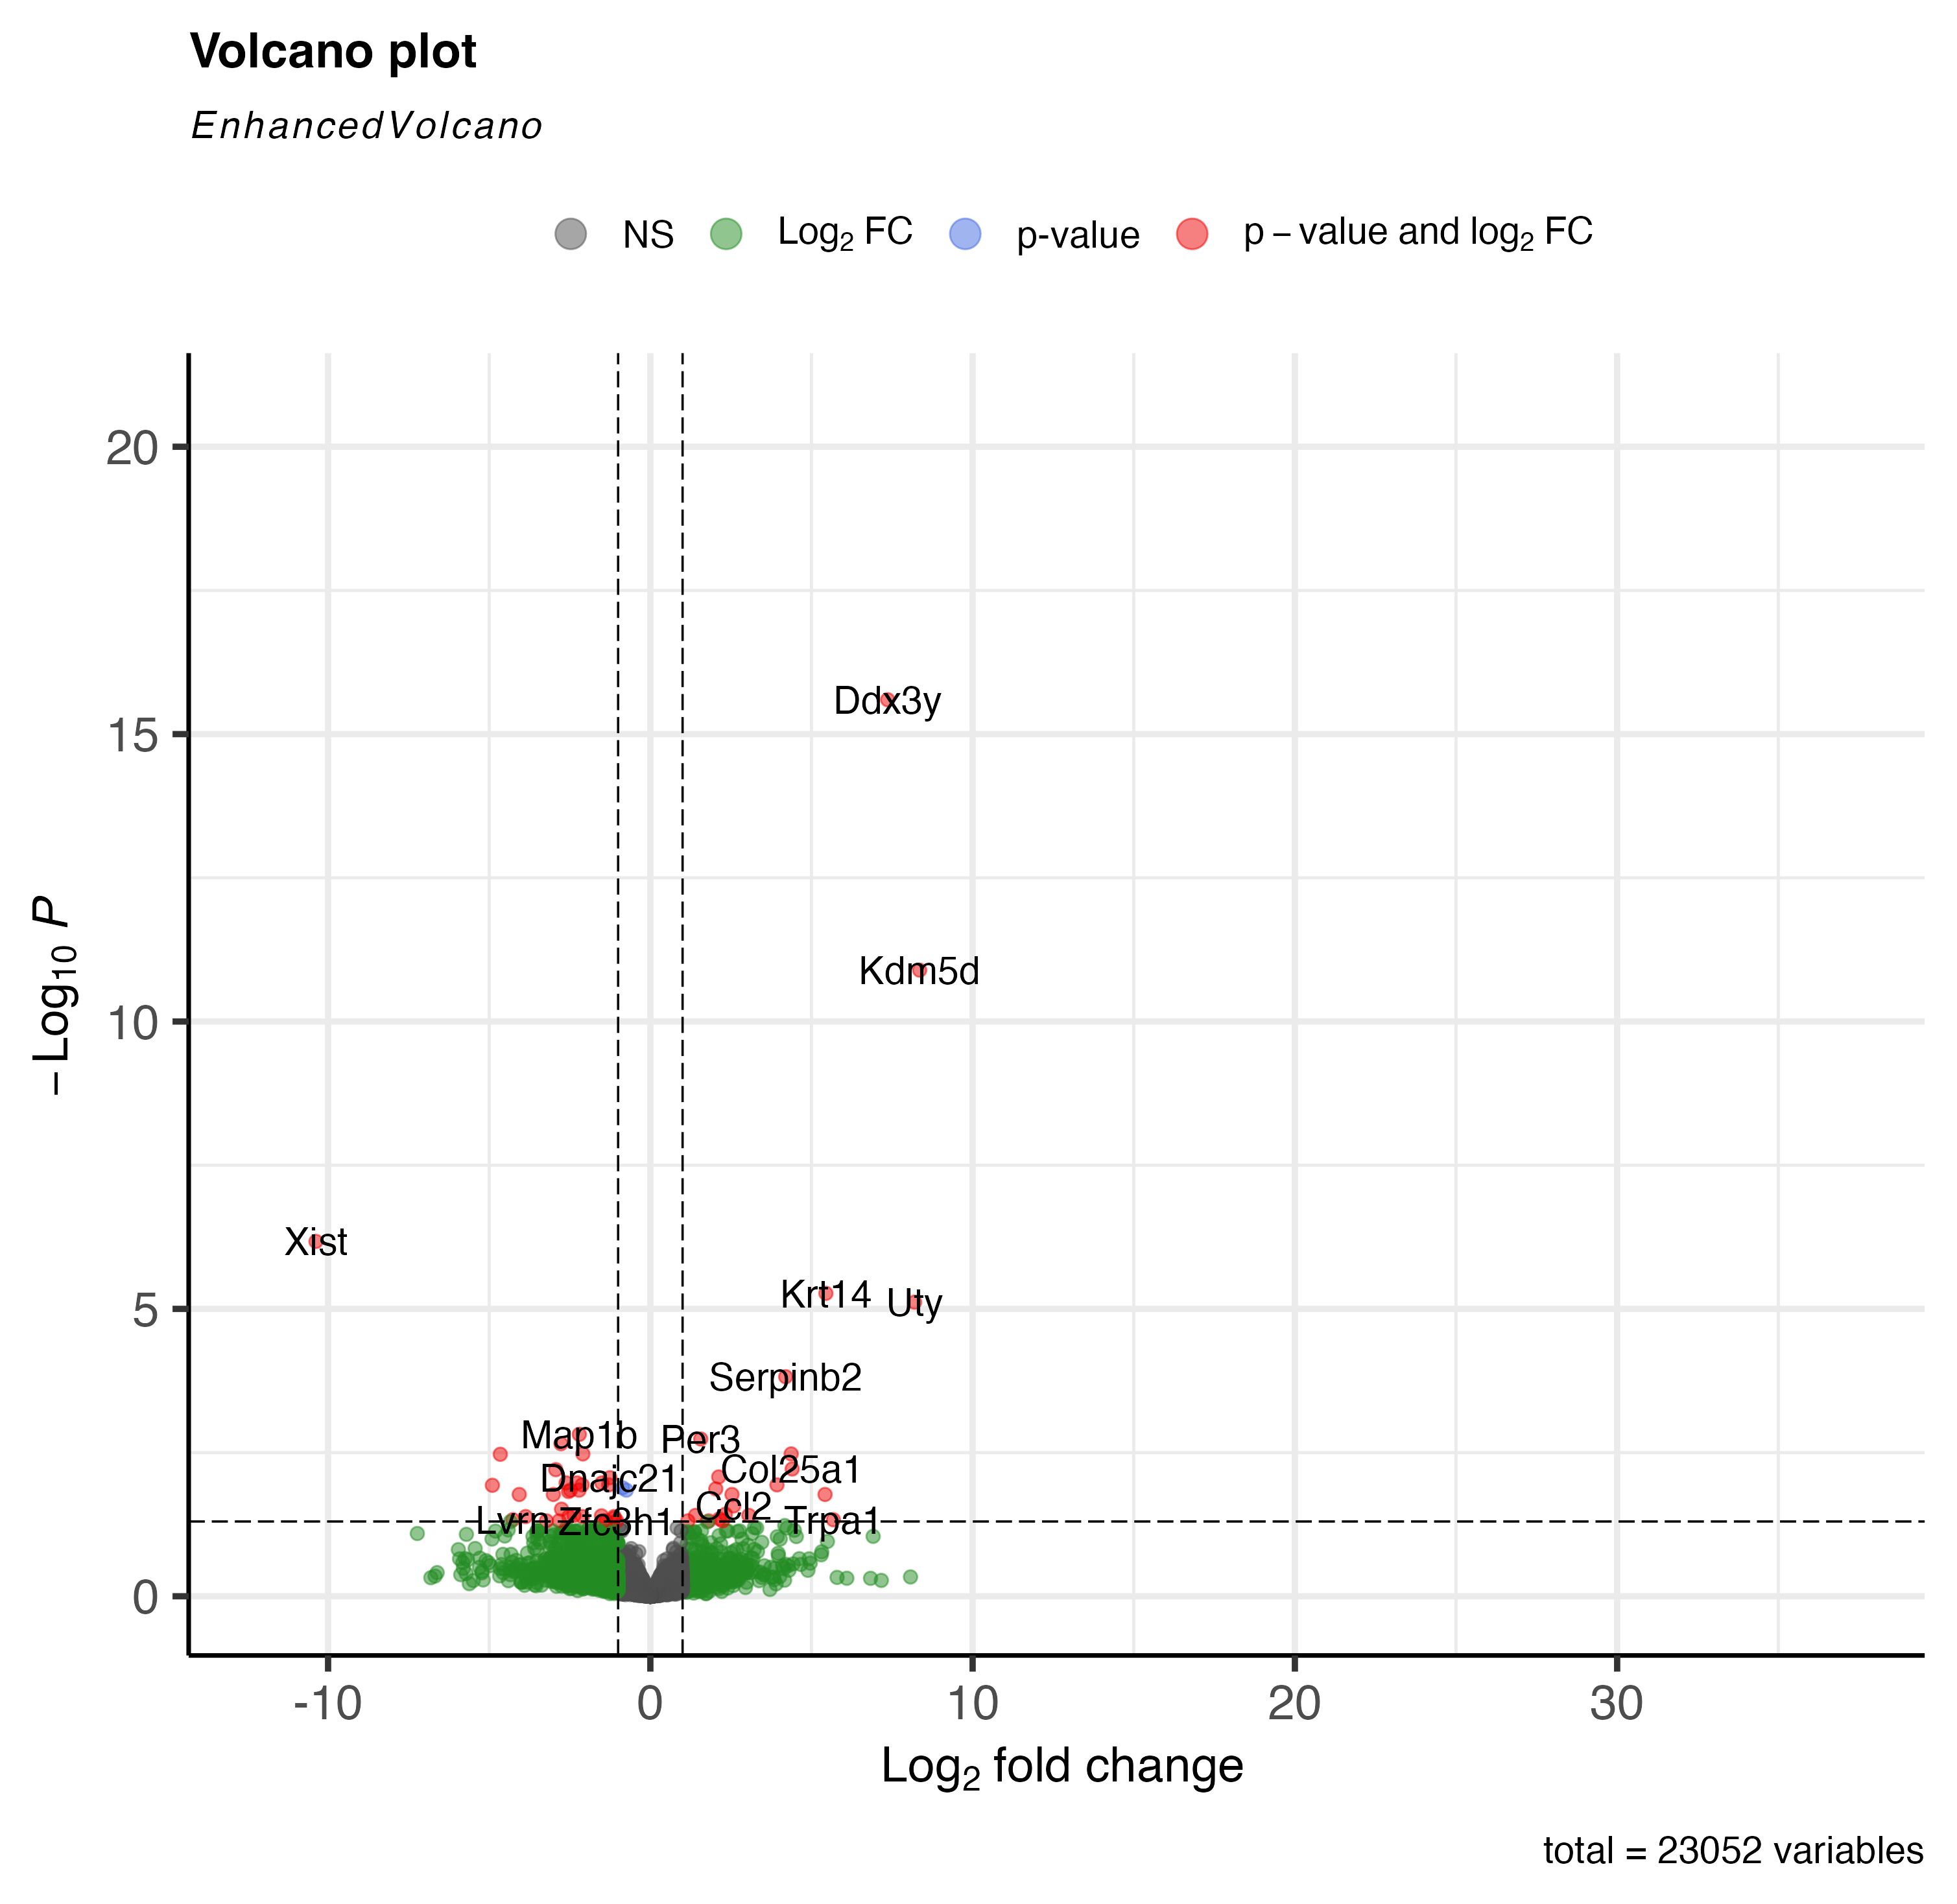 Volcano plot
EnhancedVolcano
NS Log₂ FC p-value p – value and log₂ FC
20
15
10
5
0
–Log₁₀ P
Ddx3y
Kdm5d
Xist
Krt14
Uty
Serpinb2
Map1b
Per3
Dnajc21
Col25a1
Ccl2
Lvrn
Zfc3h1
Trpa1
-10 0 10 20 30
Log₂ fold change
total = 23052 variables